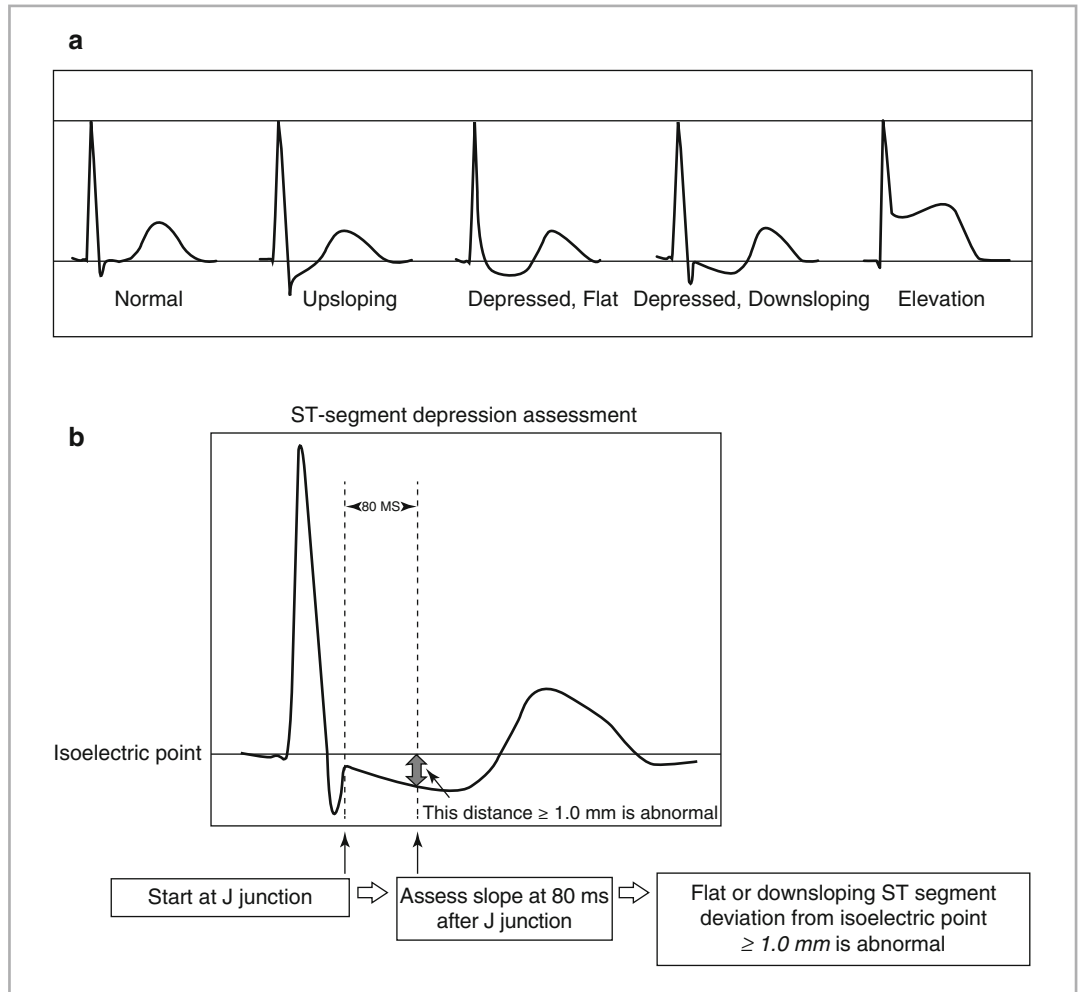 a
Normal
Upsloping
Depressed, Flat
Depressed, Downsloping
Elevation
ST-segment depression assessment
b
80 MS
Isoelectric point
This distance ≥ 1.0 mm is abnormal
Start at J junction
Assess slope at 80 ms
after J junction
Flat or downsloping ST segment
deviation from isoelectric point
≥ 1.0 mm is abnormal